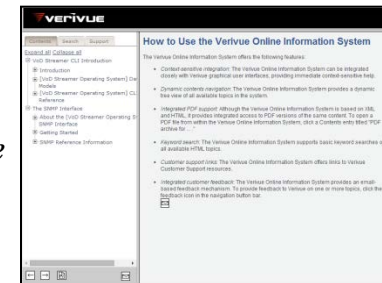 verivue
Contents Search Support
Expand all Collapse all
VoD Streamer CLI Introduction
Introduction
[VoD Streamer Operating System] De
Models
[VoD Streamer Operating System] CL
Reference
The SNMP Interface
About the [VoD Streamer Operating S
SNMP Interface
Getting Started
SNMP Reference Information
e
How to Use the Verivue Online Information System
The Verivue Online Information System offers the following features:
• Context-sensitive integration: The Verivue Online Information System can be integrated
closely with Verivue graphical user interfaces, providing immediate context-sensitive help.
• Dynamic contents navigation: The Verivue Online Information System provides a dynamic
tree view of all available topics in the system.
• Integrated PDF support: Although the Verivue Online Information System is based on XML
and HTML, it provides integrated access to PDF versions of the same content. To open a
PDF file from within the Verivue Online Information System, click a Contents entry titled "PDF
archive for ... ."
• Keyword search: The Verivue Online Information System supports basic keyword searches o
all available HTML topics.
• Customer support links: The Verivue Online Information System offers links to Verivue
Customer Support resources.
• Integrated customer feedback: The Verivue Online Information System provides an email-
based feedback mechanism. To provide feedback to Verivue on one or more topics, click the
feedback icon in the navigation button bar.